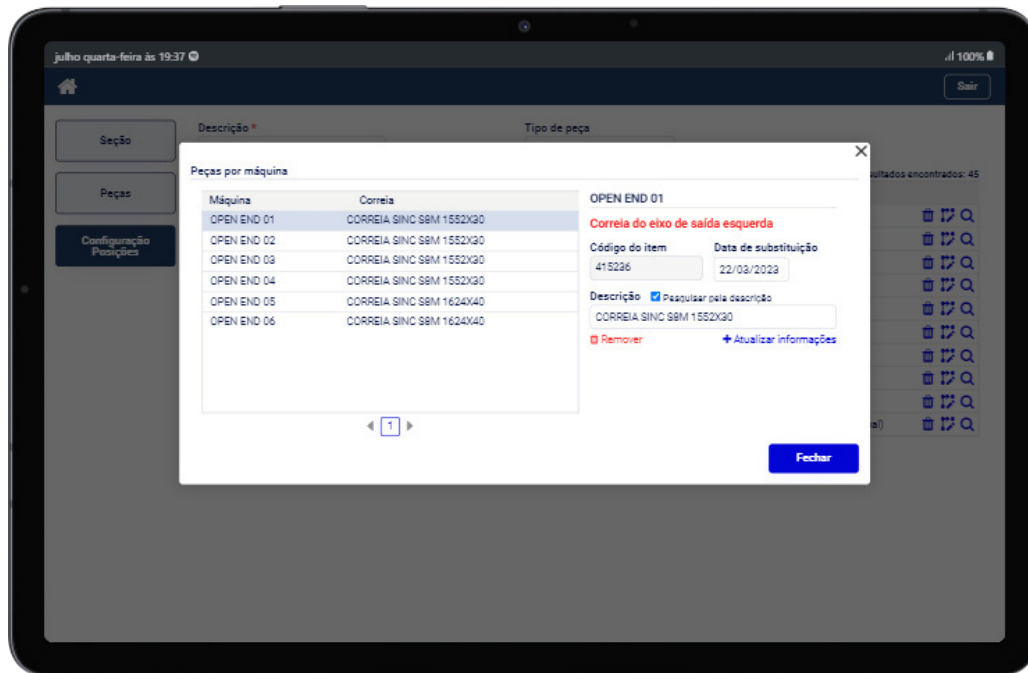 julho quarta-feira às 19:37
100%
Sair
Seção
Peças
Configuração
Posições
Descrição *
Tipo de peça
ultados encontrados: 45
al)
Peças por máquina
Máquina Correia
OPEN END 01 CORREIA SINC S8M 1552X30
OPEN END 02 CORREIA SINC S8M 1552X30
OPEN END 03 CORREIA SINC S8M 1552X30
OPEN END 04 CORREIA SINC S8M 1552X30
OPEN END 05 CORREIA SINC S8M 1624X40
OPEN END 06 CORREIA SINC S8M 1624X40
1
OPEN END 01
Correia do eixo de saída esquerda
Código do item Data de substituição
415236 22/03/2023
Descrição Pesquisar pela descrição
CORREIA SINC S8M 1552X30
Remover + Atualizar informações
Fechar